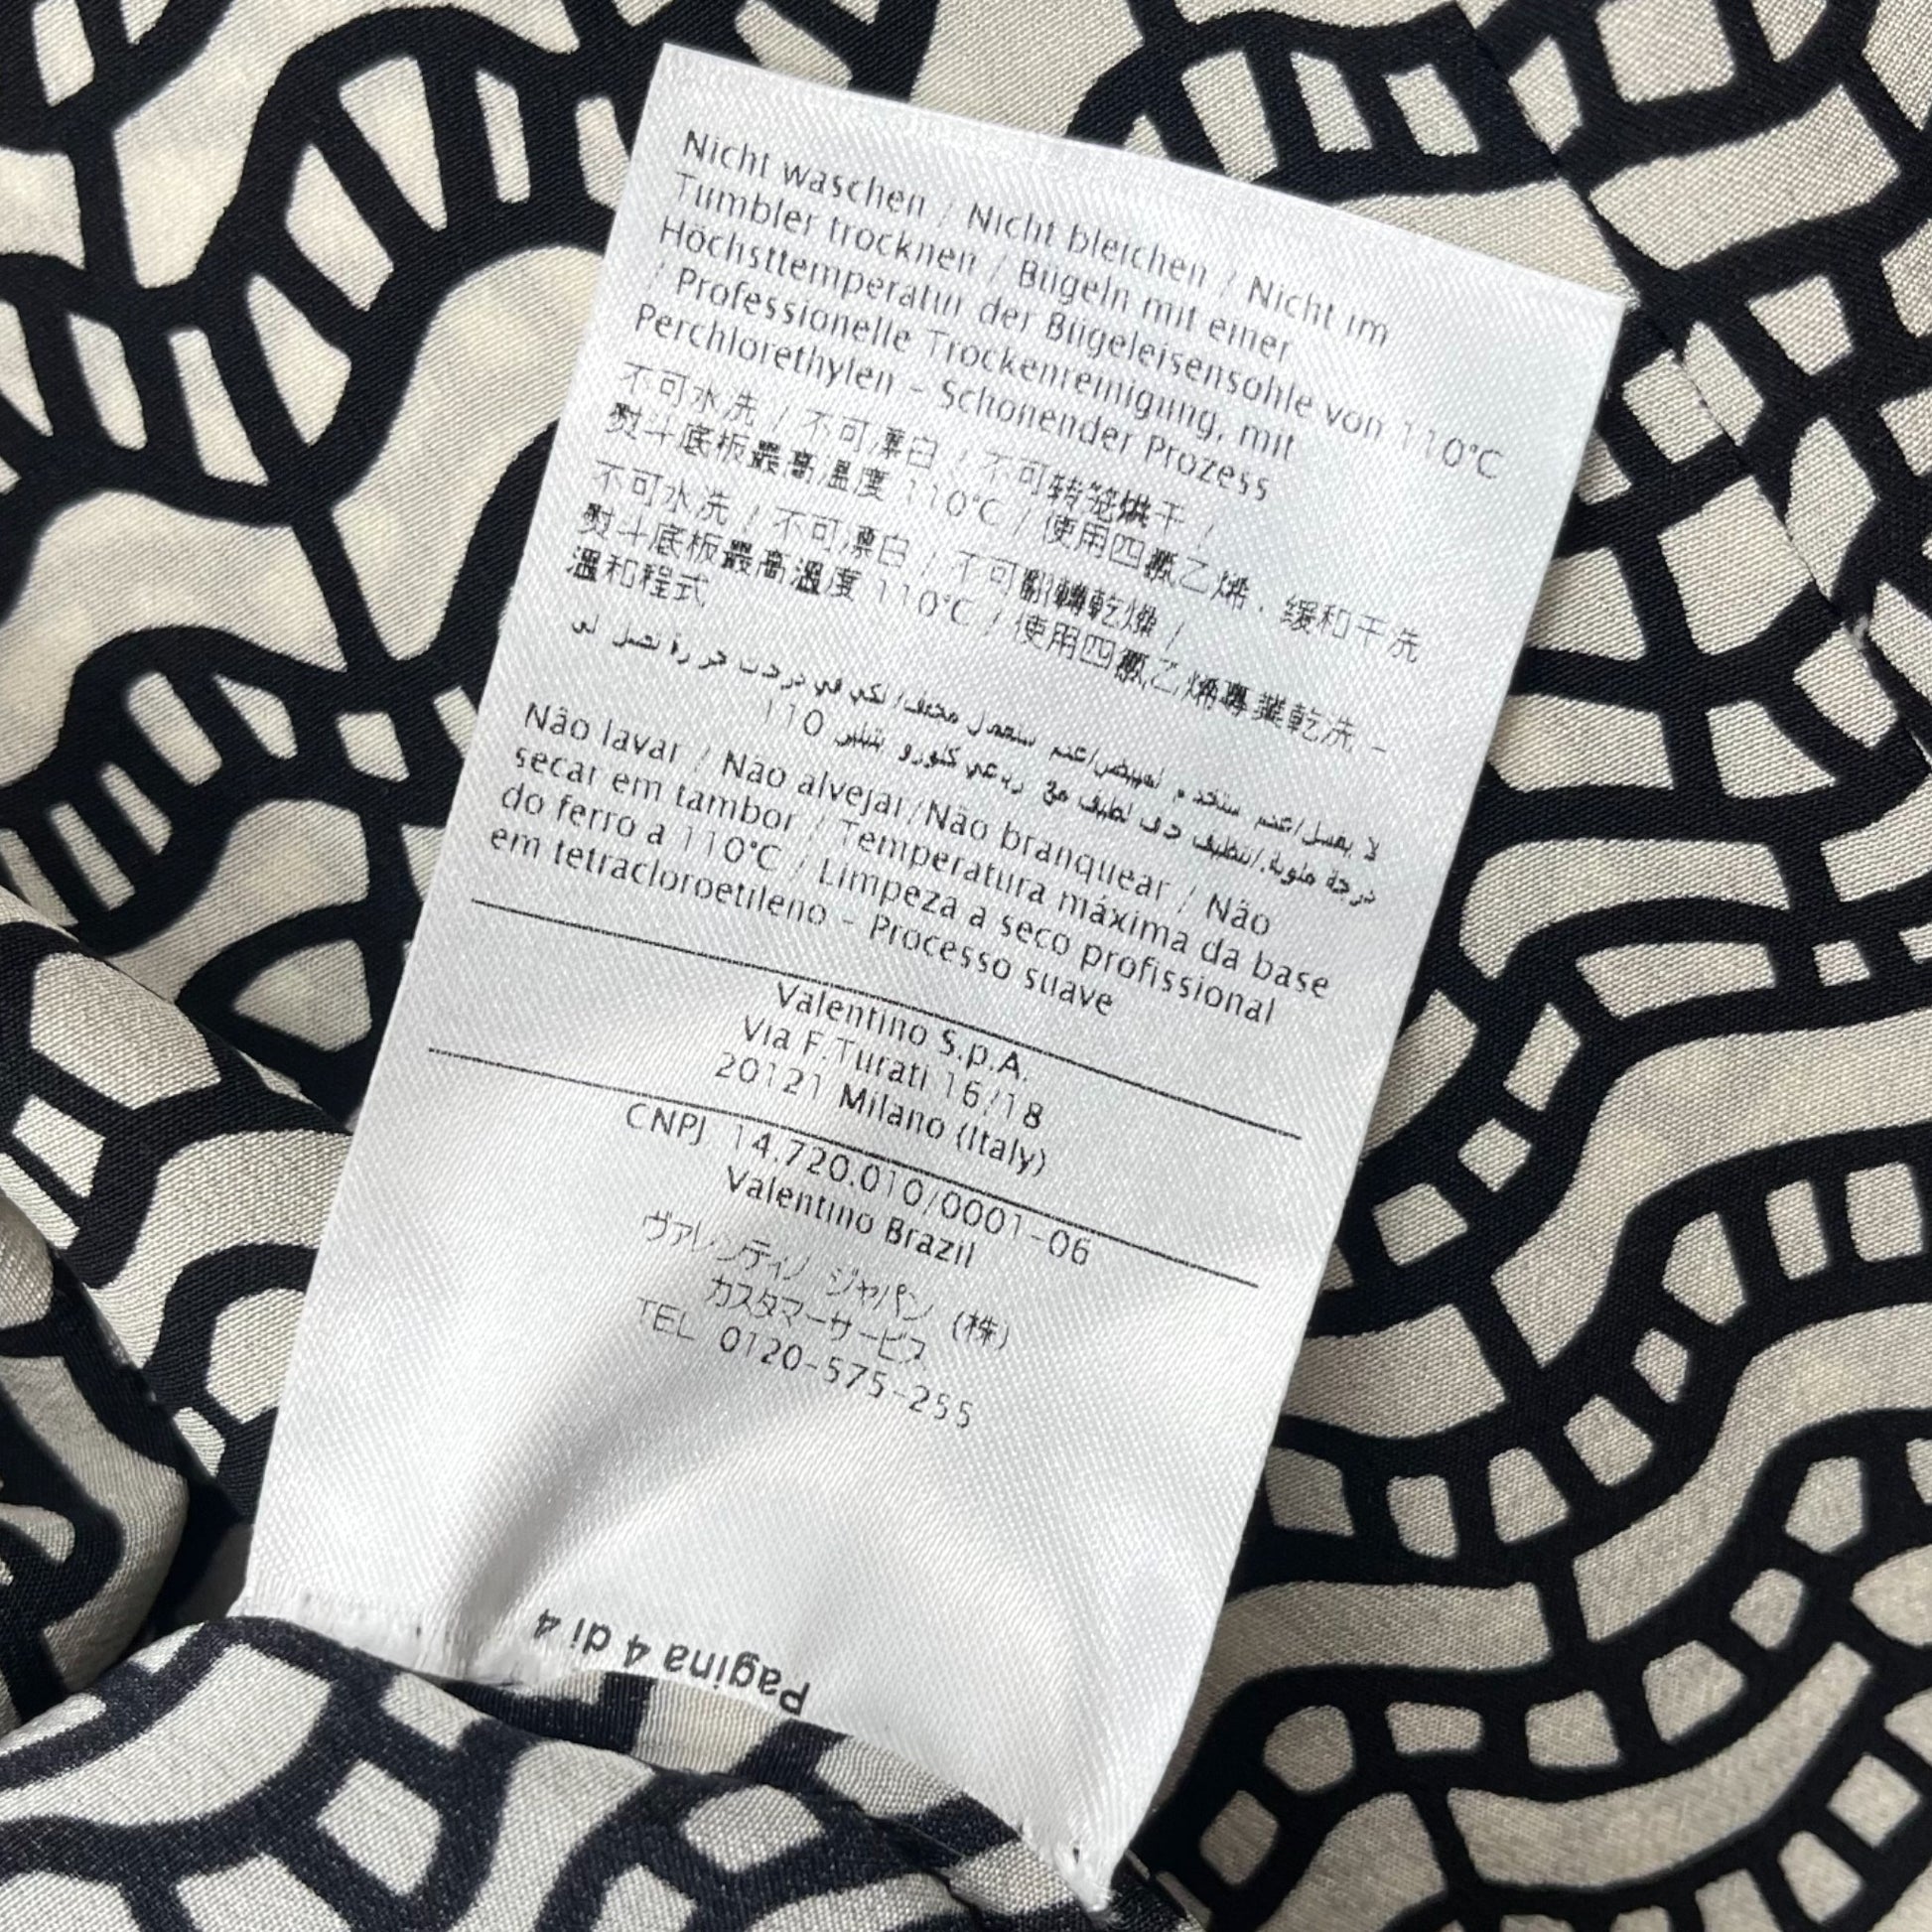 Nicht waschen / Nicht bleichen / Nicht im
Tumbler trocknen / Bügeln mit einer
Höchsttemperatur der Bügeleisensohle von 110°C
/ Professionelle Trockenreinigung, mit
Perchlorethylen - Schonender Prozess
不可水洗 / 不可漂白 / 不可转笼烘干 /
熨斗底板最高温度 110°C / 使用四氯乙烯 . 缓和干洗
不可水洗 / 不可漂白 / 不可翻轉乾燥 /
熨斗底板最高溫度 110°C / 使用四氯乙烯專業乾洗 -
溫和程式
110
Não lavar / Não alvejar/Não branquear / Não
secar em tambor / Temperatura máxima da base
do ferro a 110°C / Limpeza a seco profissional
em tetracloroetileno - Processo suave
Valentino S.p.A.
Via F.Turati 16/18
20121 Milano (Italy)
CNPJ 14.720.010/0001-06
Valentino Brazil
ヴァレンティノ ジャパン (株)
カスタマーサービス
TEL 0120-575-255
Pagina 4 di 4